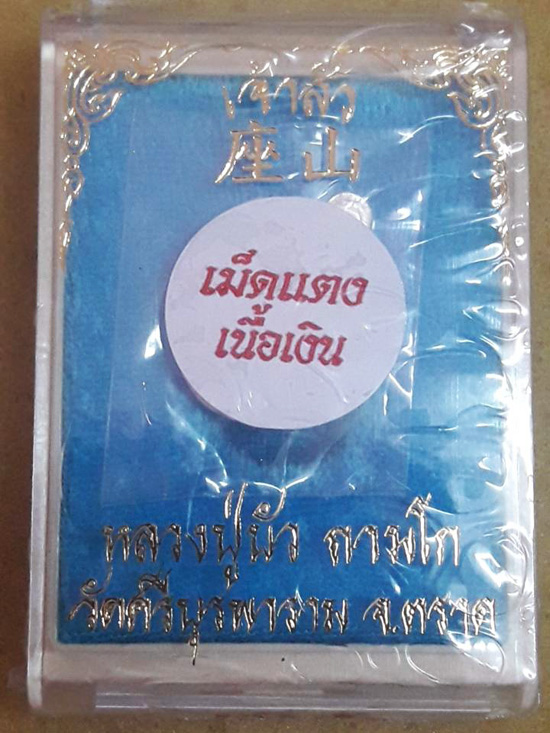 เจ้าสัว
座山
เม็ดแตง
เนื้อเงิน
หลวงปู่บัว ถามโก
วัดศรีบุรพาราม จ.ตราด